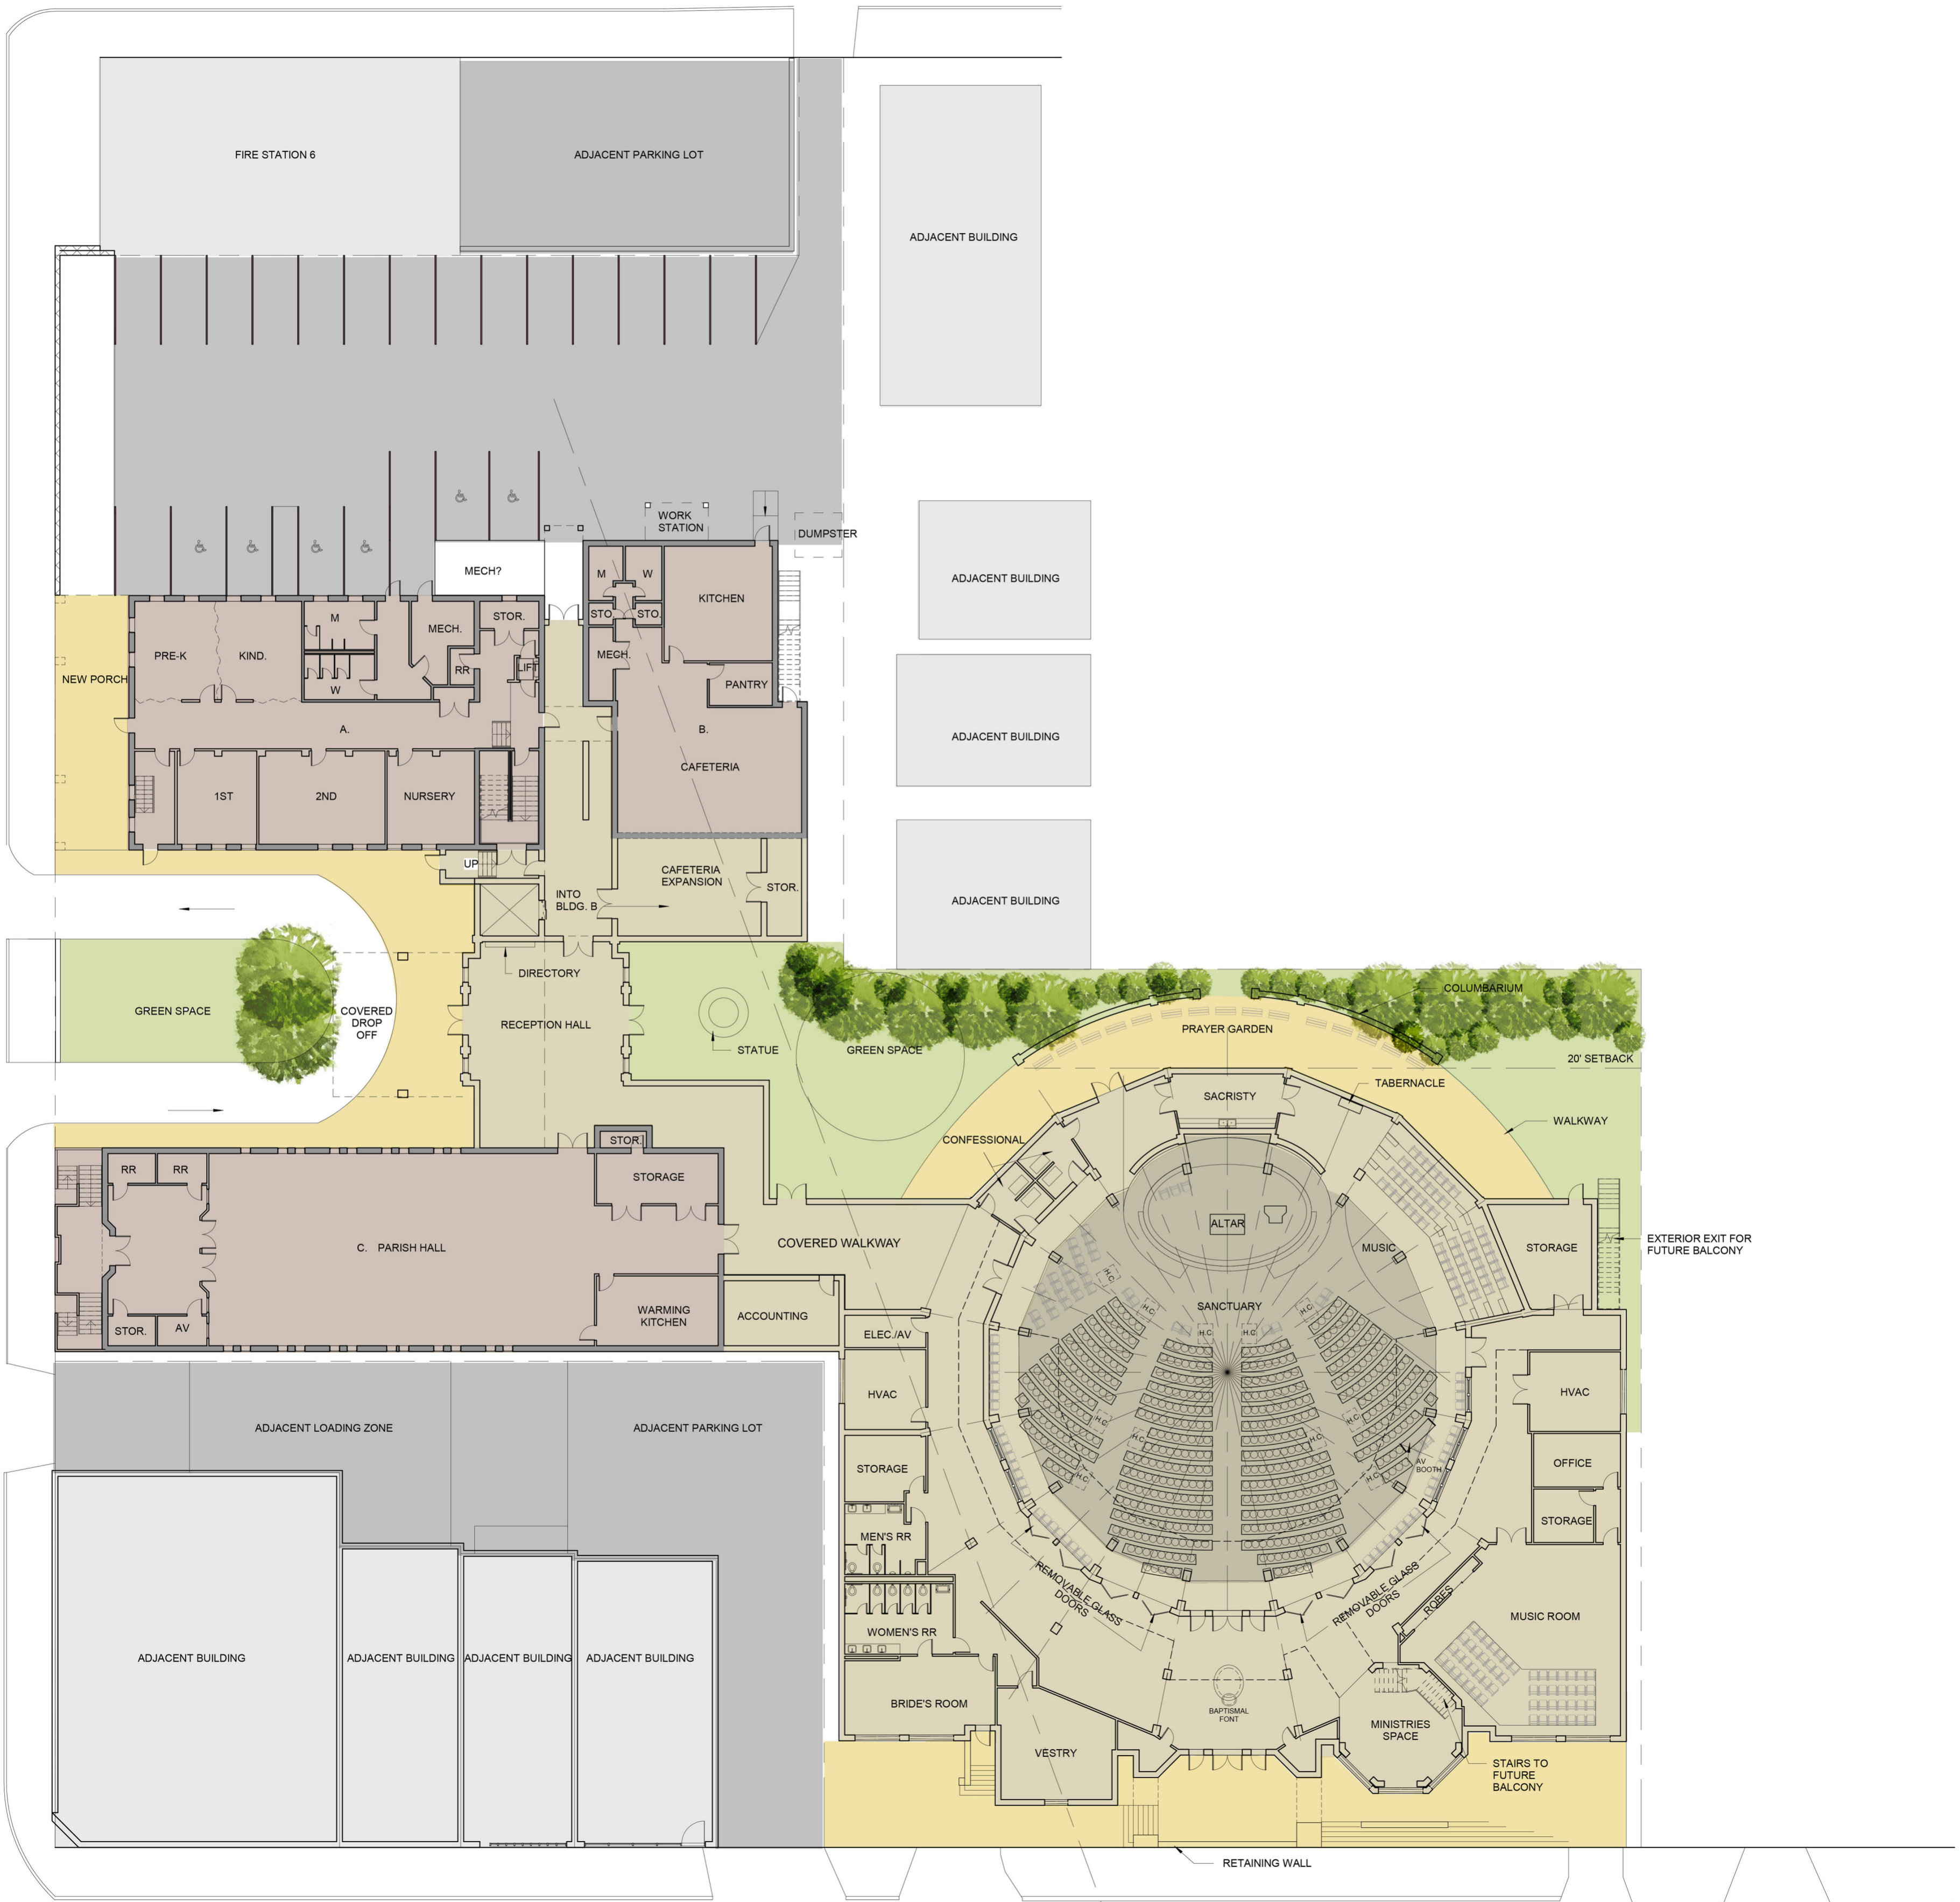 FIRE STATION 6
ADJACENT PARKING LOT
ADJACENT BUILDING
WORK
STATION
DUMPSTER
MECH?
ADJACENT BUILDING
M
W
KITCHEN
STO.
STO.
M
MECH.
STOR.
PRE-K
KIND.
MECH.
RR
LIFT
NEW PORCH
W
PANTRY
A.
B.
ADJACENT BUILDING
CAFETERIA
1ST
2ND
NURSERY
UP
CAFETERIA
EXPANSION
STOR.
INTO
BLDG. B
ADJACENT BUILDING
DIRECTORY
COLUMBARIUM
GREEN SPACE
COVERED
DROP
OFF
RECEPTION HALL
STATUE
GREEN SPACE
PRAYER GARDEN
20' SETBACK
TABERNACLE
SACRISTY
WALKWAY
STOR.
CONFESSIONAL
RR
RR
STORAGE
ALTAR
C. PARISH HALL
COVERED WALKWAY
MUSIC
STORAGE
EXTERIOR EXIT FOR
FUTURE BALCONY
H.C.
H.C.
SANCTUARY
H.C.
STOR.
AV
WARMING
KITCHEN
ACCOUNTING
ELEC./AV
H.C.
H.C.
HVAC
HVAC
ADJACENT LOADING ZONE
ADJACENT PARKING LOT
H.C.
H.C.
H.C.
H.C.
STORAGE
H.C.
H.C.
AV
BOOTH
OFFICE
MEN'S RR
STORAGE
REMOVABLE GLASS
DOORS
REMOVABLE GLASS
DOORS
ROBES
MUSIC ROOM
WOMEN'S RR
ADJACENT BUILDING
ADJACENT BUILDING
ADJACENT BUILDING
ADJACENT BUILDING
BRIDE'S ROOM
BAPTISMAL
FONT
MINISTRIES
SPACE
VESTRY
STAIRS TO
FUTURE
BALCONY
RETAINING WALL